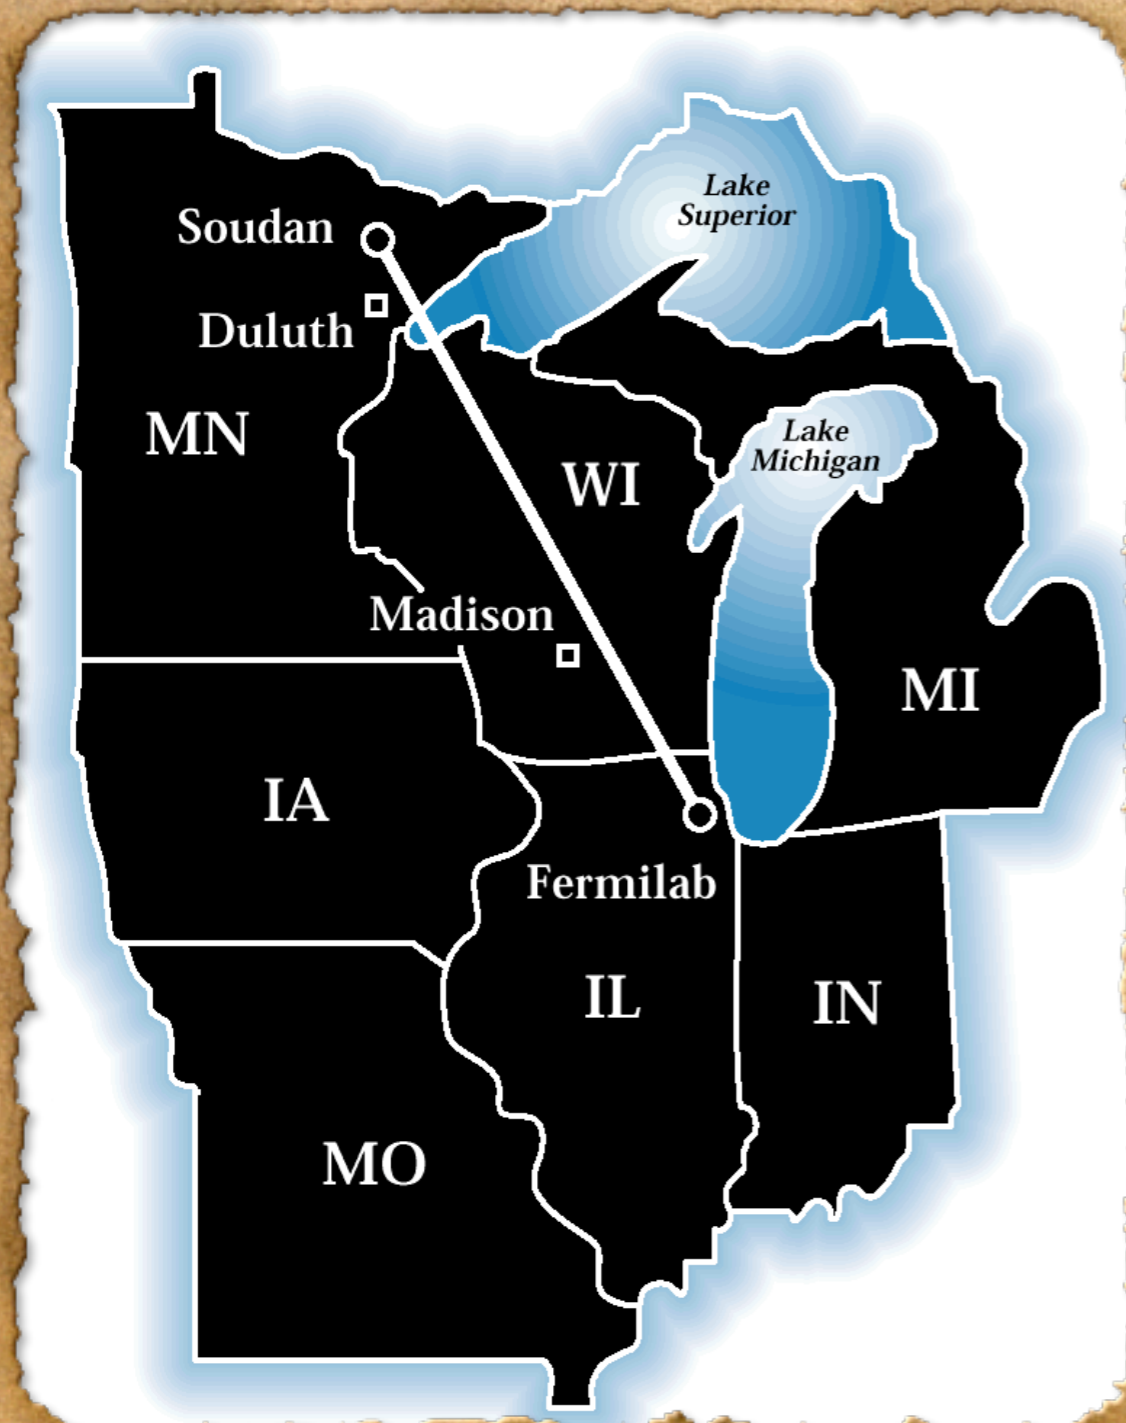 Lake
Superior
Soudan
Duluth
MN
Lake
Michigan
WI
Madison
MI
IA
Fermilab
IL
IN
MO